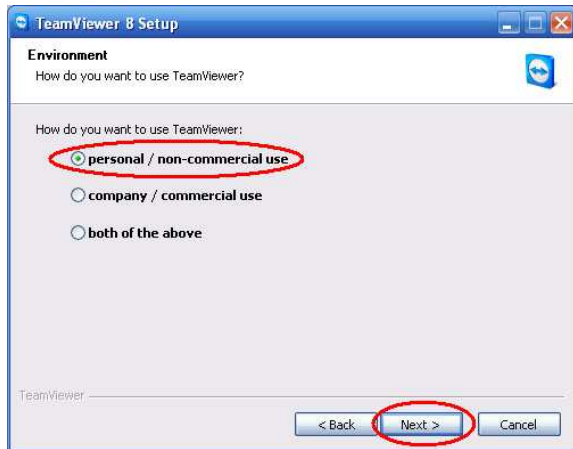 TeamViewer 8 Setup
Environment
How do you want to use TeamViewer?
How do you want to use TeamViewer:
personal / non-commercial use
company / commercial use
both of the above
TeamViewer
< Back Next > Cancel